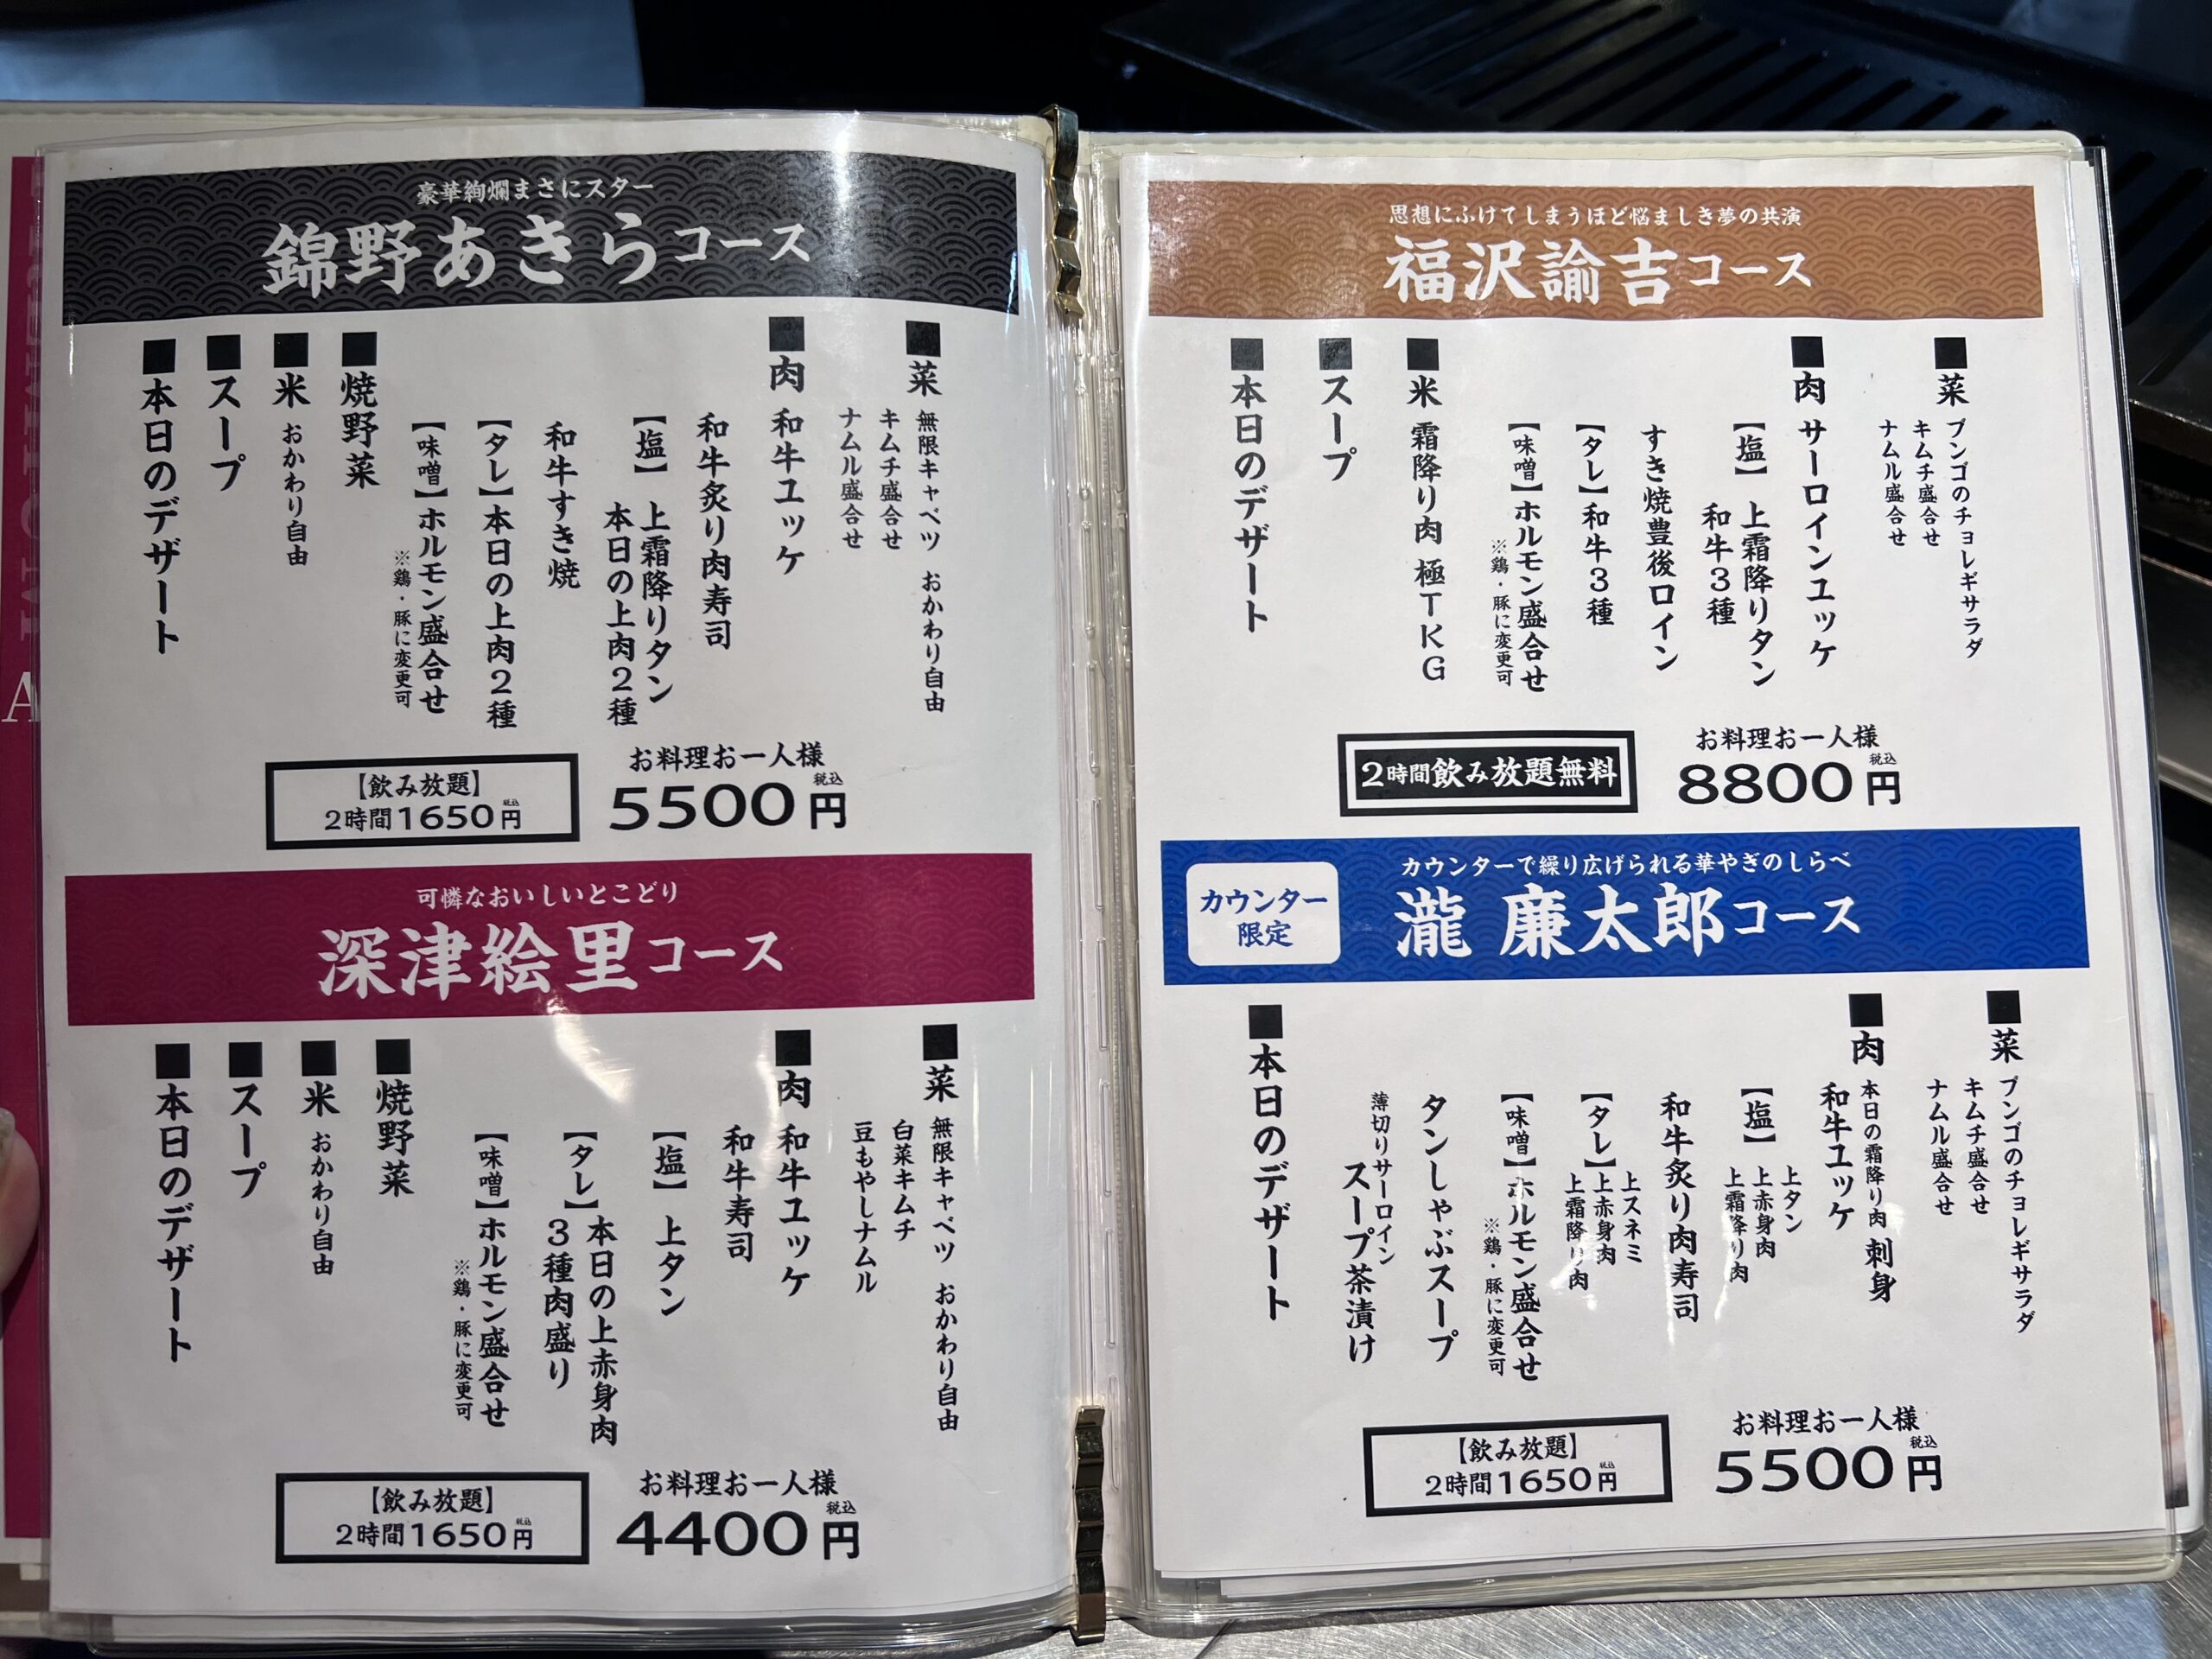 豪華絢爛まさにスター
錦野あきらコース
■菜 無限キャベツ おかわり自由
キムチ盛合せ
ナムル盛合せ
■肉 和牛ユッケ
和牛炙り肉寿司
【塩】 上霜降りタン
本日の上肉2種
和牛すき焼
【タレ】本日の上肉2種
【味噌】ホルモン盛合せ
※鶏・豚に変更可
■焼野菜
■米 おかわり自由
■スープ
■本日のデザート
お料理お一人様
5500円 税込
【飲み放題】
2時間1650円 税込
可憐なおいしいとこどり
深津絵里コース
■菜 無限キャベツ おかわり自由
白菜キムチ
豆もやしナムル
■肉 和牛ユッケ
和牛寿司
【塩】 上タン
【タレ】本日の上赤身肉
3種肉盛り
【味噌】ホルモン盛合せ
※鶏・豚に変更可
■焼野菜
■米 おかわり自由
■スープ
■本日のデザート
お料理お一人様
4400円 税込
【飲み放題】
2時間1650円 税込
思想にふけてしまうほど悩ましき夢の共演
福沢諭吉コース
■菜 ブンゴのチョレギサラダ
キムチ盛合せ
ナムル盛合せ
■肉 サーロインユッケ
【塩】 上霜降りタン
和牛3種
すき焼豊後ロイン
【タレ】和牛3種
【味噌】ホルモン盛合せ
※鶏・豚に変更可
■米 霜降り肉 極TKG
■スープ
■本日のデザート
お料理お一人様
8800円 税込
2時間飲み放題無料
カウンター
限定
カウンターで繰り広げられる華やぎのしらべ
瀧 廉太郎コース
■菜 ブンゴのチョレギサラダ
キムチ盛合せ
ナムル盛合せ
■肉 本日の霜降り肉 刺身
和牛ユッケ
【塩】 上タン
上赤身肉
上霜降り肉
和牛炙り肉寿司
【タレ】上スネミ
上赤身肉
上霜降り肉
【味噌】ホルモン盛合せ
※鶏・豚に変更可
タンしゃぶスープ
薄切りサーロイン
スープ茶漬け
■本日のデザート
お料理お一人様
5500円 税込
【飲み放題】
2時間1650円 税込